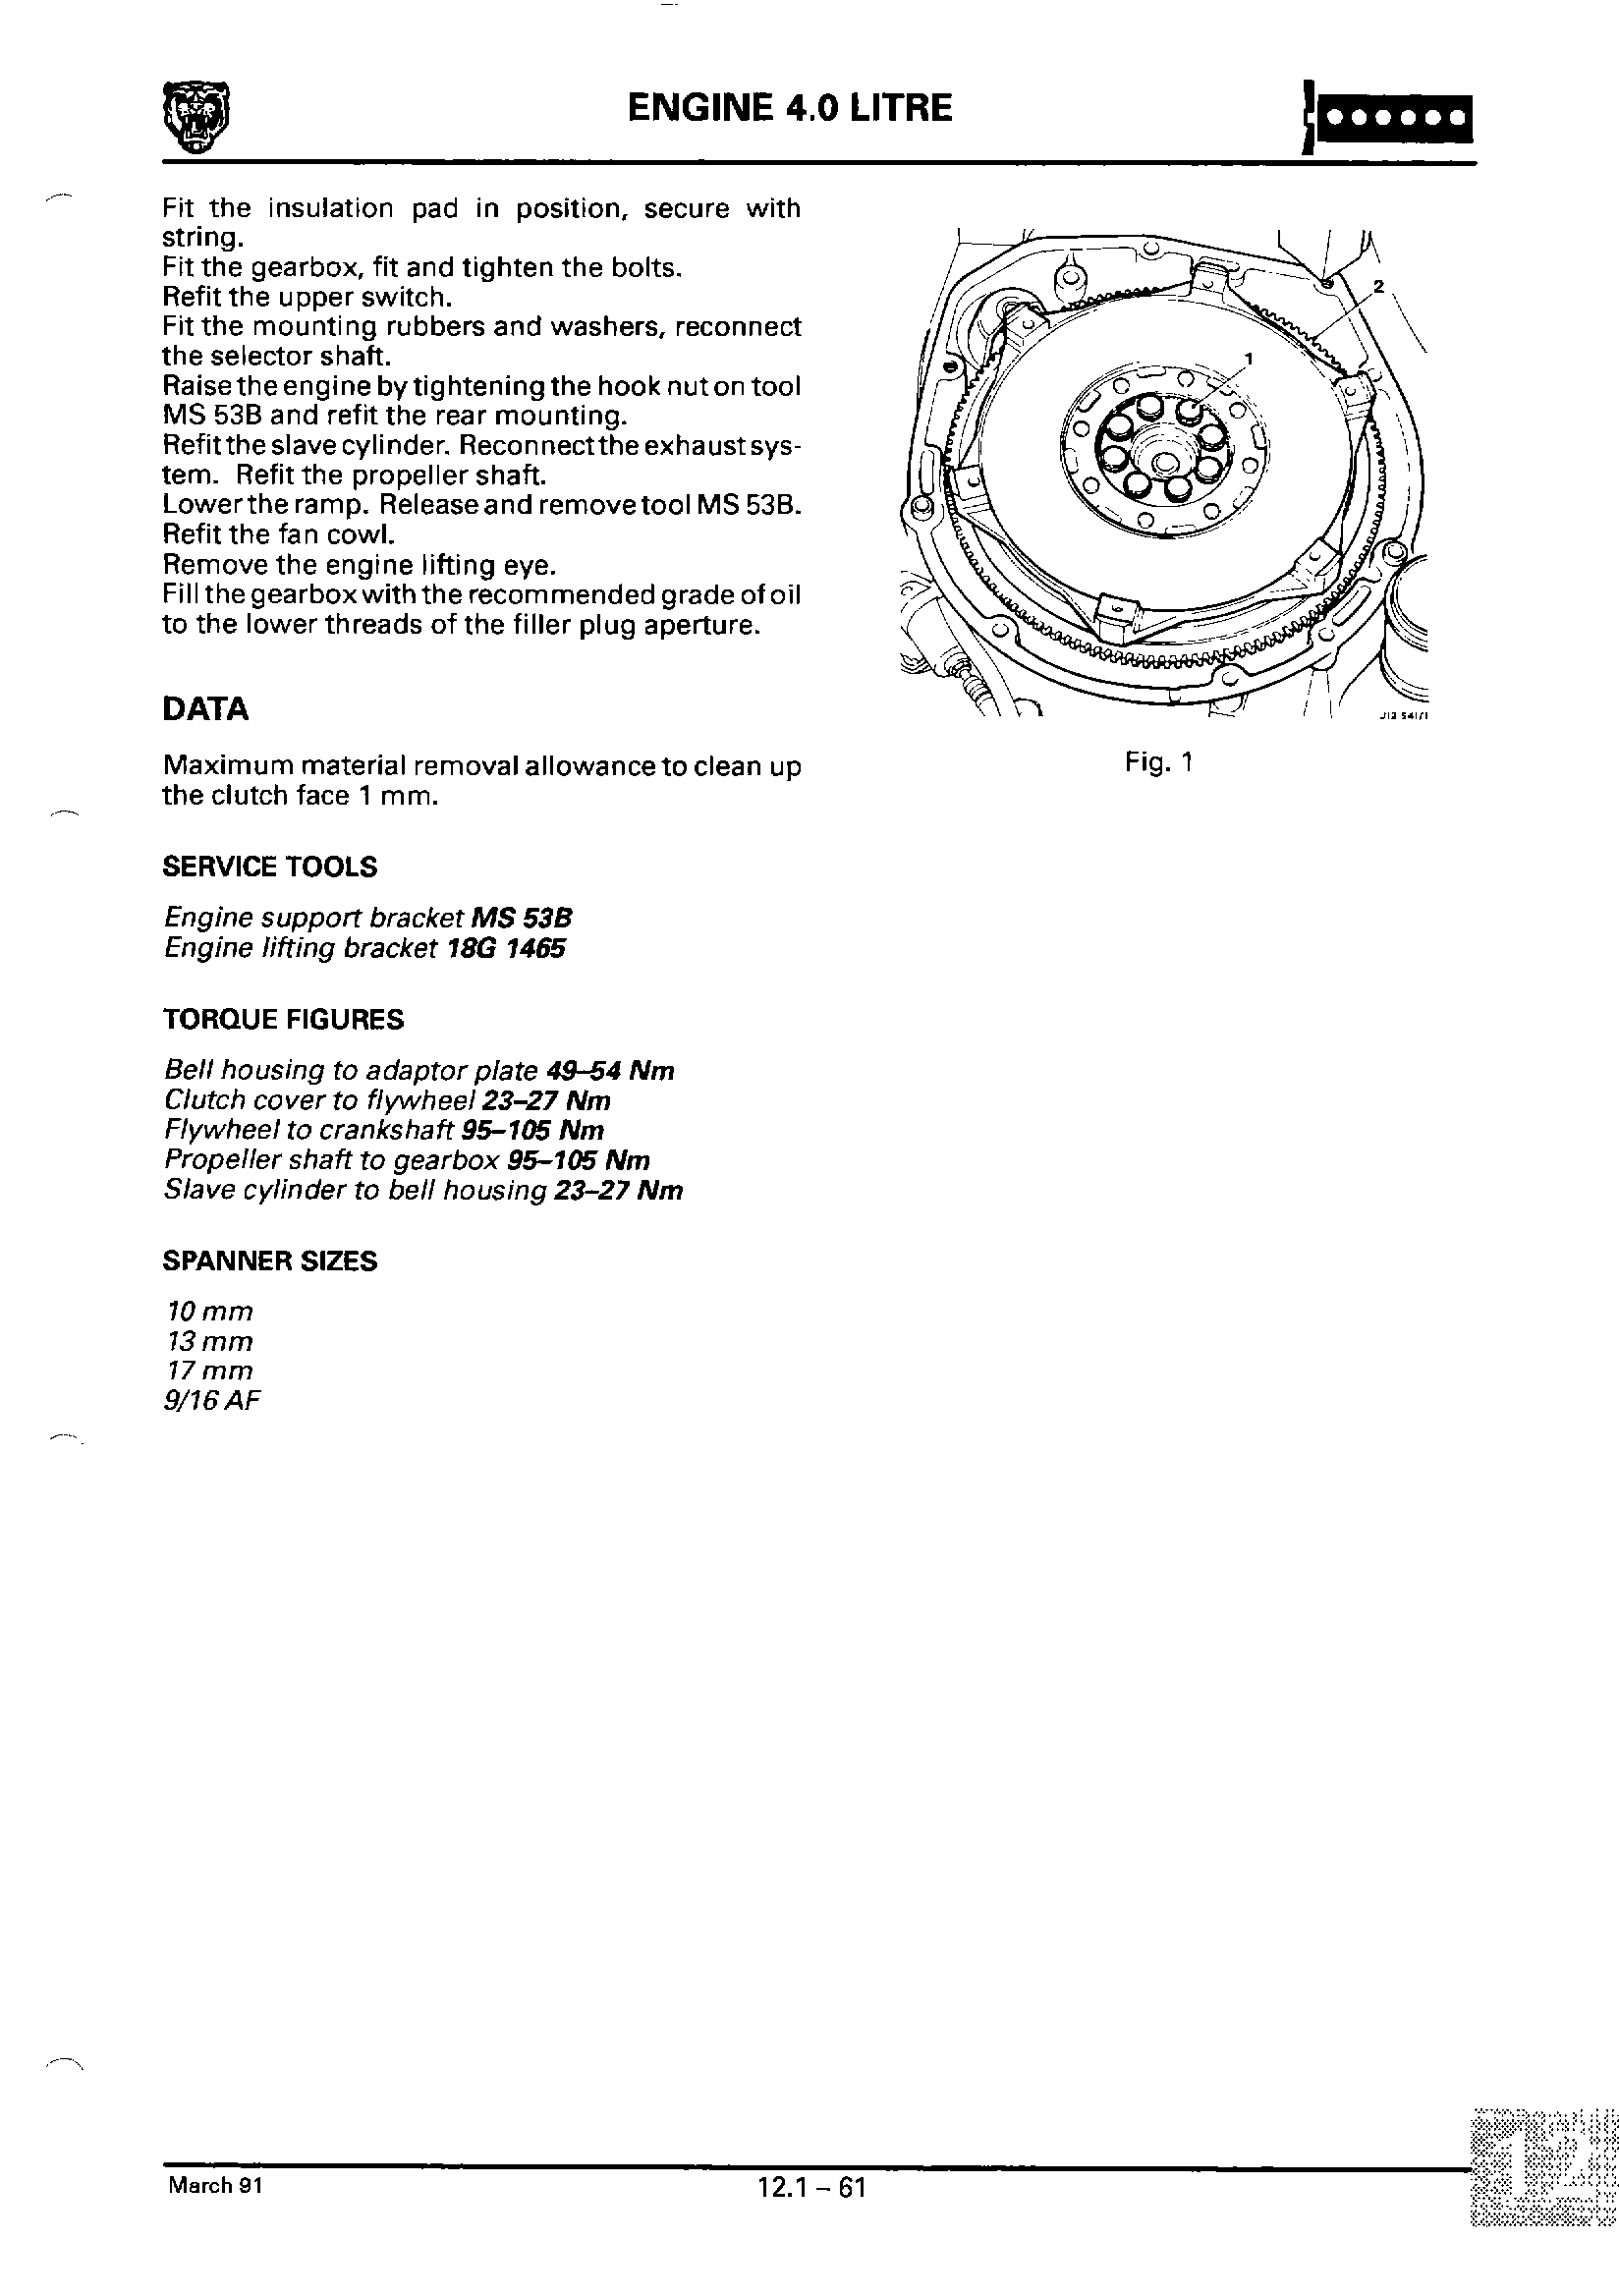 ENGINE 4.0 LITRE
Fit the insulation pad in position, secure with
string.
Fit the gearbox, fit and tighten the bolts.
Refit the upper switch.
Fit the mounting rubbers and washers, reconnect
the selector shaft.
Raise the engine by tightening the hook nut on tool
MS 53B and refit the rear mounting.
Refit the slave cylinder. Reconnect the exhaust sys-
tem. Refit the propeller shaft.
Lower the ramp. Release and remove tool MS 53B.
Refit the fan cowl.
Remove the engine lifting eye.
Fill the gearbox with the recommended grade of oil
to the lower threads of the filler plug aperture.
DATA
Maximum material removal allowance to clean up
the clutch face 1 mm.
SERVICE TOOLS
Engine support bracket MS 53B
Engine lifting bracket 18G 1465
TORQUE FIGURES
Bell housing to adaptor plate 49–54 Nm
Clutch cover to flywheel 23–27 Nm
Flywheel to crankshaft 95–105 Nm
Propeller shaft to gearbox 95–105 Nm
Slave cylinder to bell housing 23–27 Nm
SPANNER SIZES
10 mm
13 mm
17 mm
9/16 AF
2
1
Fig. 1
March 91
12.1 – 61
12